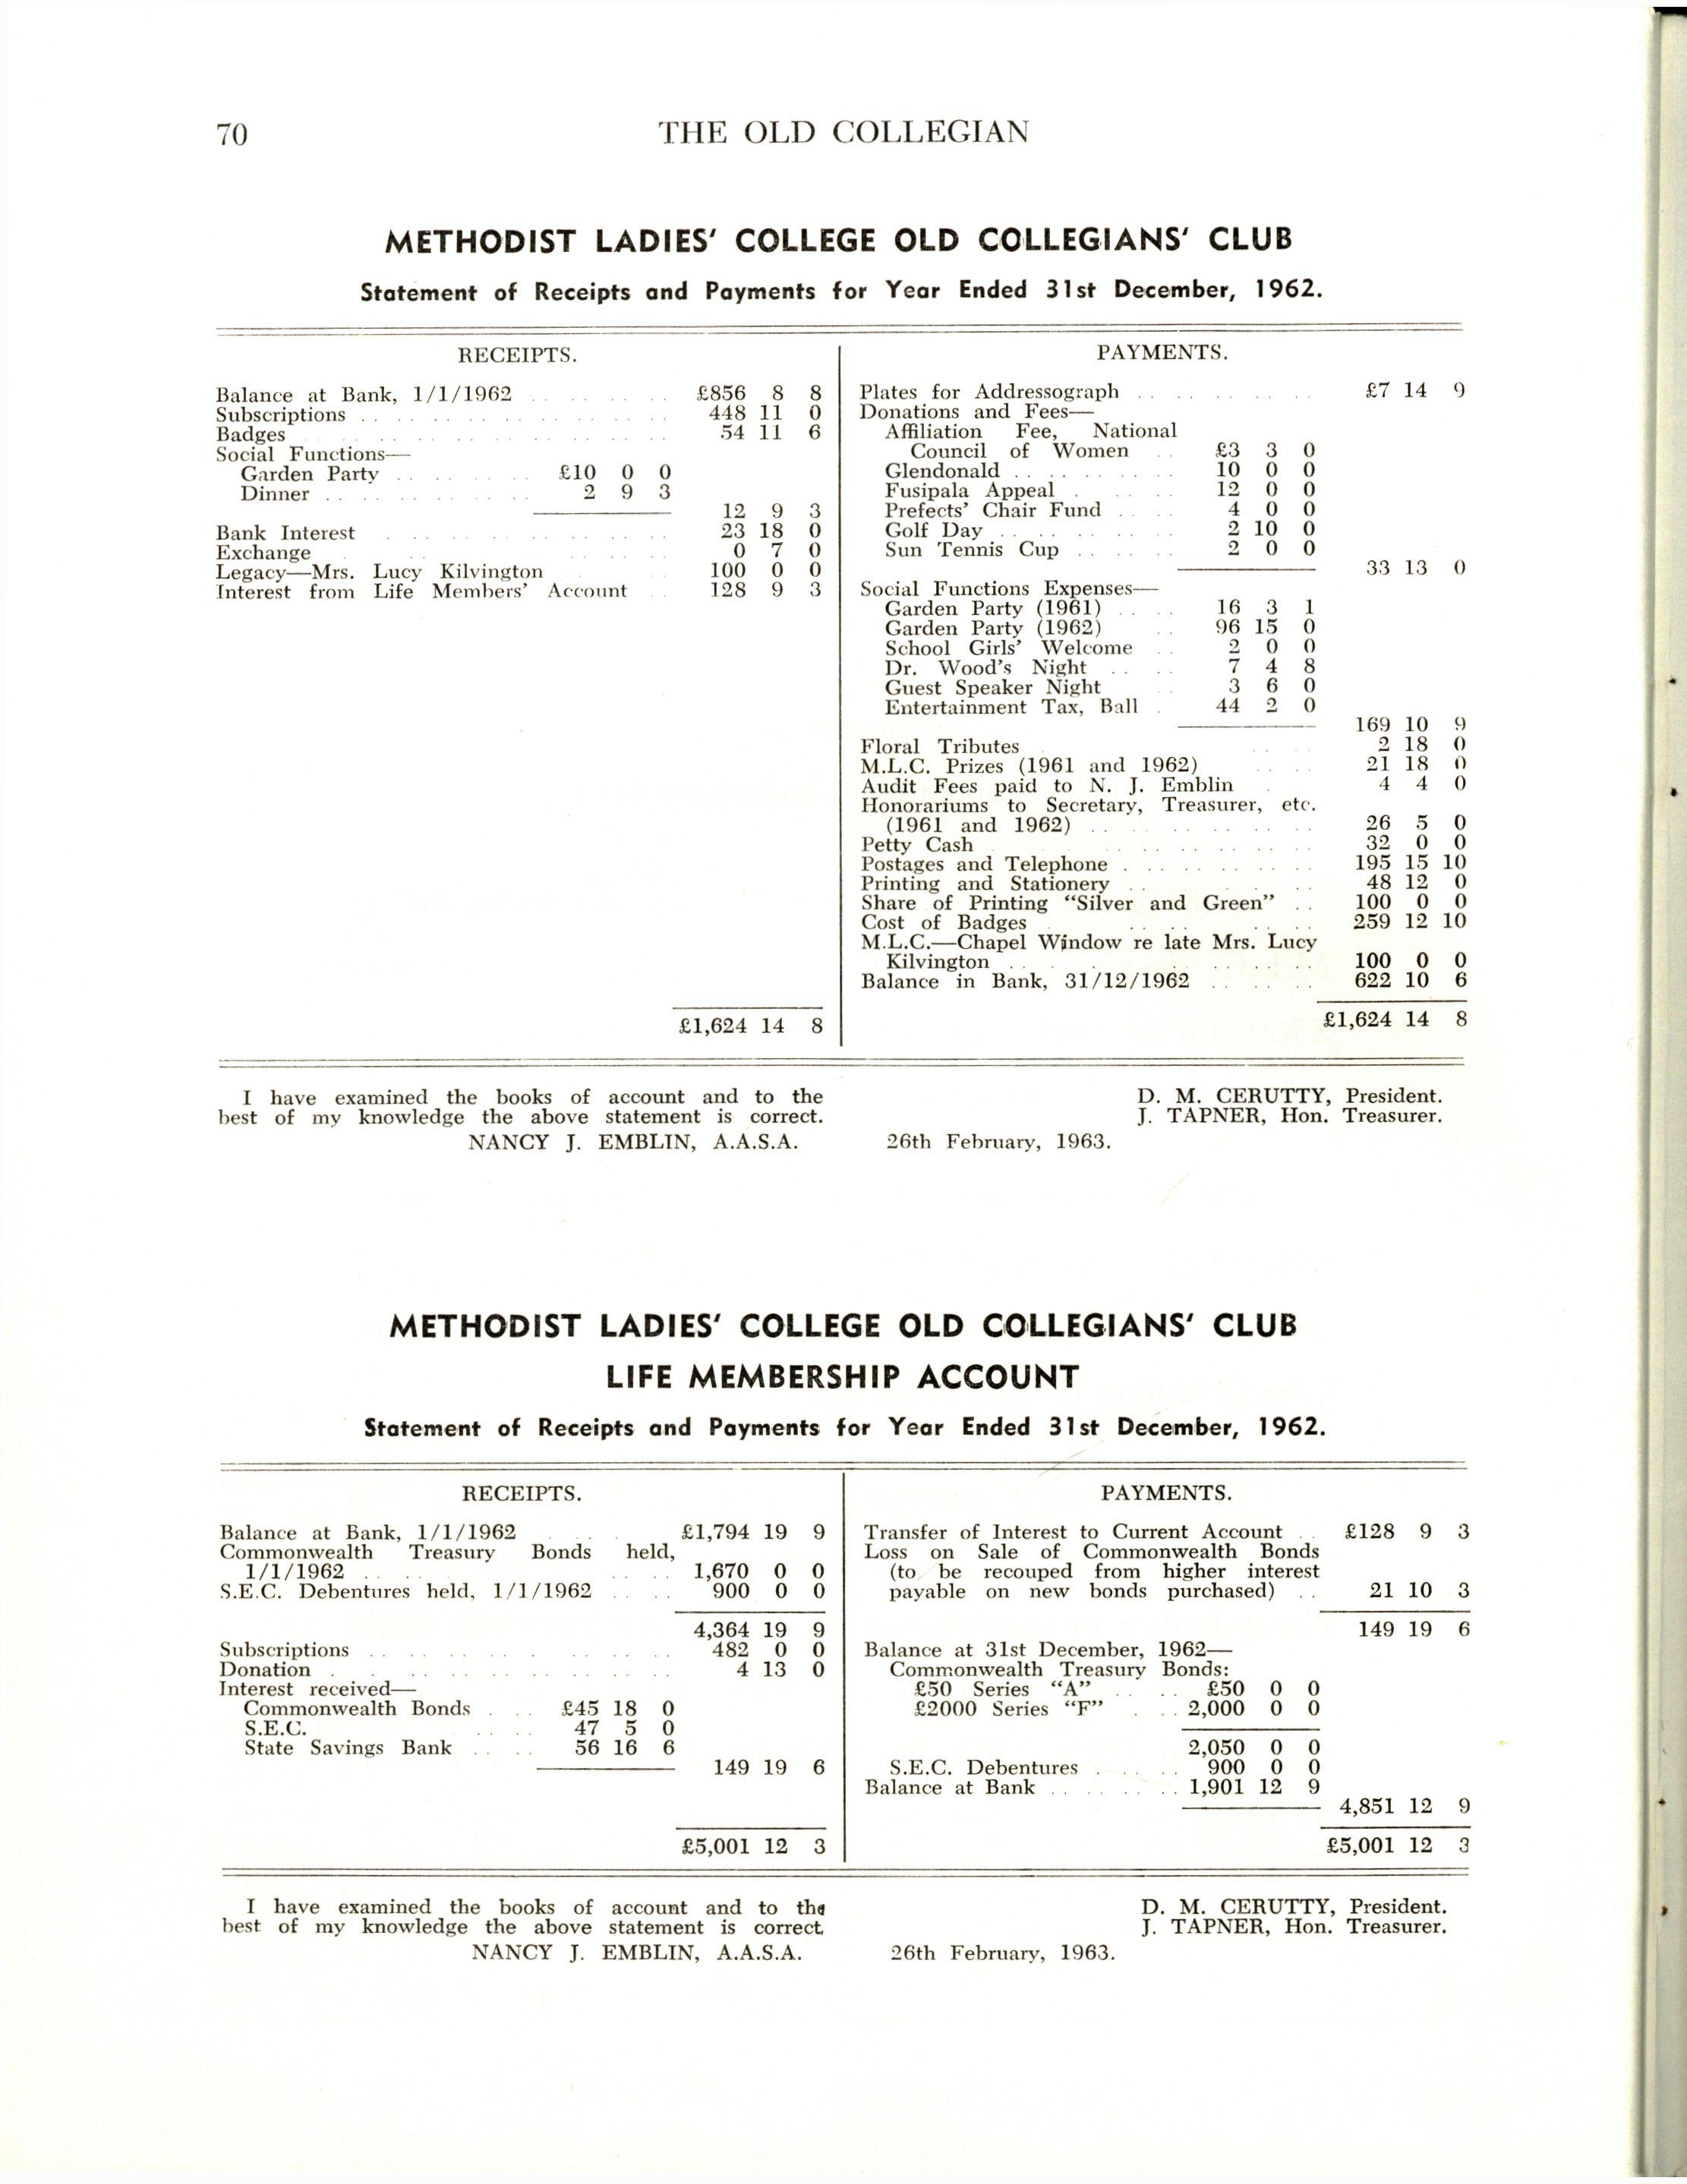 70
THE OLD COLLEGIAN
METHODIST LADIES' COLLEGE OLD COLLEGIANS' CLUB
Statement of Receipts and Payments for Year Ended 31st December, 1962.
RECEIPTS.
Balance at Bank, 1/1/1962 £856 8 8
Subscriptions 448 11 0
Badges 54 11 6
Social Functions—
Garden Party £10 0 0
Dinner 2 9 3
12 9 3
Bank Interest 23 18 0
Exchange 0 7 0
Legacy—Mrs. Lucy Kilvington 100 0 0
Interest from Life Members' Account 128 9 3
£1,624 14 8
PAYMENTS.
Plates for Addressograph £7 14 9
Donations and Fees—
Affiliation Fee, National
Council of Women £3 3 0
Glendonald 10 0 0
Fusipala Appeal 12 0 0
Prefects' Chair Fund 4 0 0
Golf Day 2 10 0
Sun Tennis Cup 2 0 0
33 13 0
Social Functions Expenses—
Garden Party (1961) 16 3 1
Garden Party (1962) 96 15 0
School Girls' Welcome 2 0 0
Dr. Wood's Night 7 4 8
Guest Speaker Night 3 6 0
Entertainment Tax, Ball 44 2 0
169 10 9
Floral Tributes 2 18 0
M.L.C. Prizes (1961 and 1962) 21 18 0
Audit Fees paid to N. J. Emblin 4 4 0
Honorariums to Secretary, Treasurer, etc.
(1961 and 1962) 26 5 0
Petty Cash 32 0 0
Postages and Telephone 195 15 10
Printing and Stationery 48 12 0
Share of Printing "Silver and Green" 100 0 0
Cost of Badges 259 12 10
M.L.C.—Chapel Window re late Mrs. Lucy
Kilvington 100 0 0
Balance in Bank, 31/12/1962 622 10 6
£1,624 14 8
I have examined the books of account and to the
best of my knowledge the above statement is correct.
NANCY J. EMBLIN, A.A.S.A.
D. M. CERUTTY, President.
J. TAPNER, Hon. Treasurer.
26th February, 1963.
METHODIST LADIES' COLLEGE OLD COLLEGIANS' CLUB
LIFE MEMBERSHIP ACCOUNT
Statement of Receipts and Payments for Year Ended 31st December, 1962.
RECEIPTS.
Balance at Bank, 1/1/1962 £1,794 19 9
Commonwealth Treasury Bonds held,
1/1/1962 1,670 0 0
S.E.C. Debentures held, 1/1/1962 900 0 0
4,364 19 9
Subscriptions 482 0 0
Donation 4 13 0
Interest received—
Commonwealth Bonds £45 18 0
S.E.C. 47 5 0
State Savings Bank 56 16 6
149 19 6
£5,001 12 3
PAYMENTS.
Transfer of Interest to Current Account £128 9 3
Loss on Sale of Commonwealth Bonds
(to be recouped from higher interest
payable on new bonds purchased) 21 10 3
149 19 6
Balance at 31st December, 1962—
Commonwealth Treasury Bonds:
£50 Series "A" £50 0 0
£2000 Series "F" 2,000 0 0
2,050 0 0
S.E.C. Debentures 900 0 0
Balance at Bank 1,901 12 9
4,851 12 9
£5,001 12 3
I have examined the books of account and to the
best of my knowledge the above statement is correct
NANCY J. EMBLIN, A.A.S.A.
D. M. CERUTTY, President.
J. TAPNER, Hon. Treasurer.
26th February, 1963.